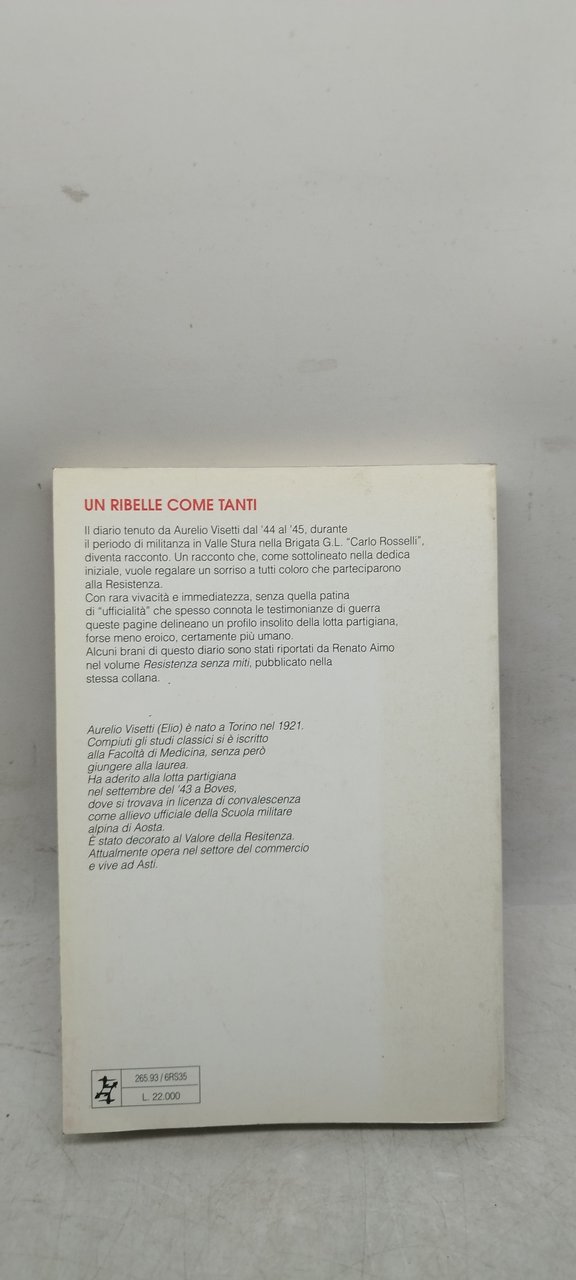 UN RIBELLE COME TANTI
Il diario tenuto da Aurelio Visetti dal '44 al '45, durante
il periodo di militanza in Valle Stura nella Brigata G.L. "Carlo Rosselli",
diventa racconto. Un racconto che, come sottolineato nella dedica
iniziale, vuole regalare un sorriso a tutti coloro che parteciparono
alla Resistenza.
Con rara vivacità e immediatezza, senza quella patina
di "ufficialità" che spesso connota le testimonianze di guerra
queste pagine delineano un profilo insolito della lotta partigiana,
forse meno eroico, certamente più umano.
Alcuni brani di questo diario sono stati riportati da Renato Aimo
nel volume Resistenza senza miti, pubblicato nella
stessa collana.
Aurelio Visetti (Elio) è nato a Torino nel 1921.
Compiuti gli studi classici si è iscritto
alla Facoltà di Medicina, senza però
giungere alla laurea.
Ha aderito alla lotta partigiana
nel settembre del '43 a Boves,
dove si trovava in licenza di convalescenza
come allievo ufficiale della Scuola militare
alpina di Aosta.
È stato decorato al Valore della Resitenza.
Attualmente opera nel settore del commercio
e vive ad Asti.
265.93 / 6RS35
L. 22.000